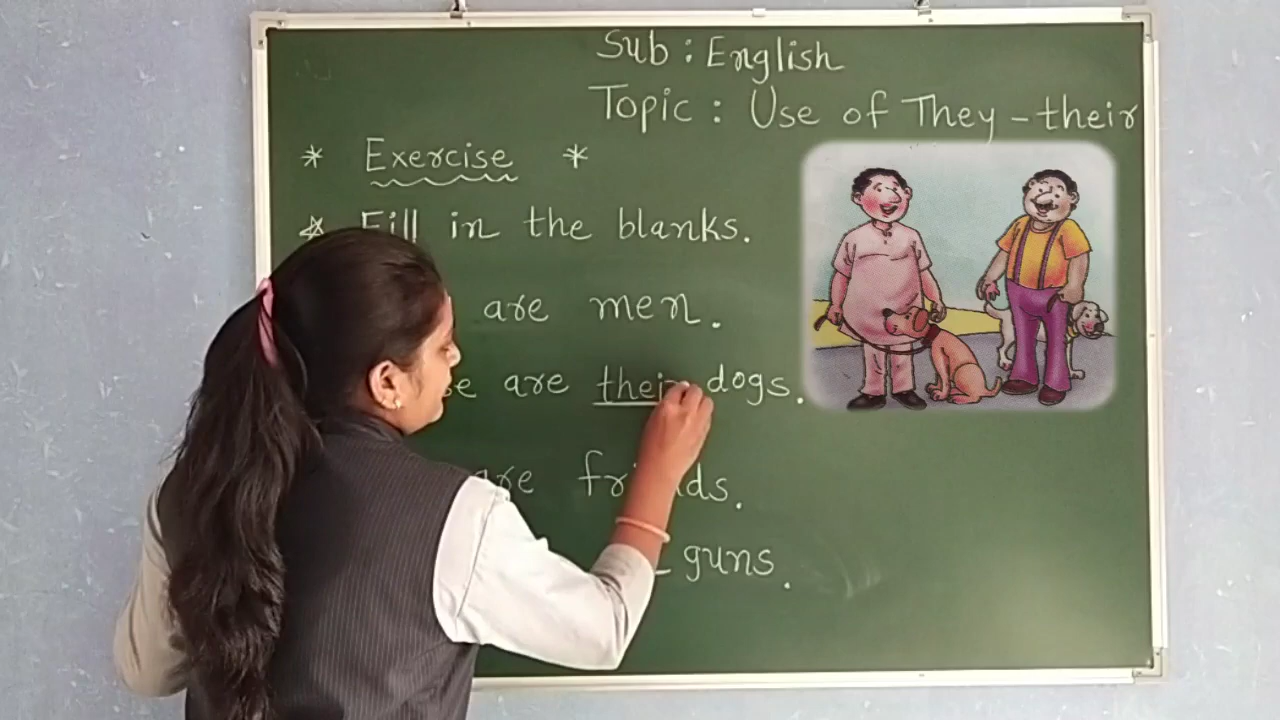 Sub : English
Topic : Use of They - their
* Exercise *
* Fill in the blanks.
are men.
are their dogs.
are
guns.